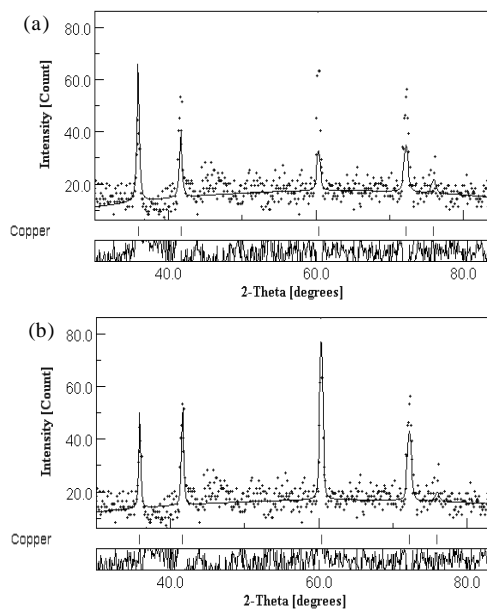 (a)
80.0
60.0
40.0
20.0
Intensity [Count]
Copper
40.0 60.0 80.0
2-Theta [degrees]
(b)
80.0
60.0
40.0
20.0
Intensity [Count]
Copper
40.0 60.0 80.0
2-Theta [degrees]